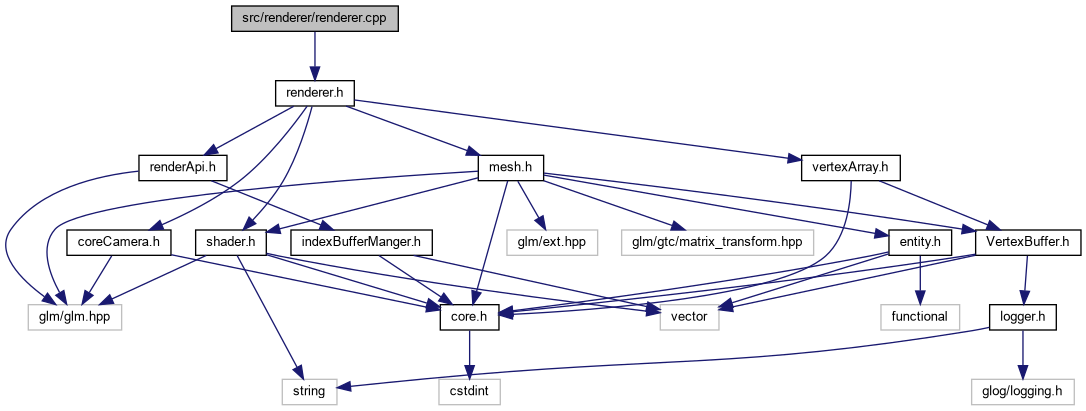 src/renderer/renderer.cpp
renderer.h
renderApi.h
mesh.h
vertexArray.h
coreCamera.h
shader.h
indexBufferManger.h
glm/ext.hpp
glm/gtc/matrix_transform.hpp
entity.h
VertexBuffer.h
glm/glm.hpp
core.h
vector
functional
logger.h
string
cstdint
glog/logging.h